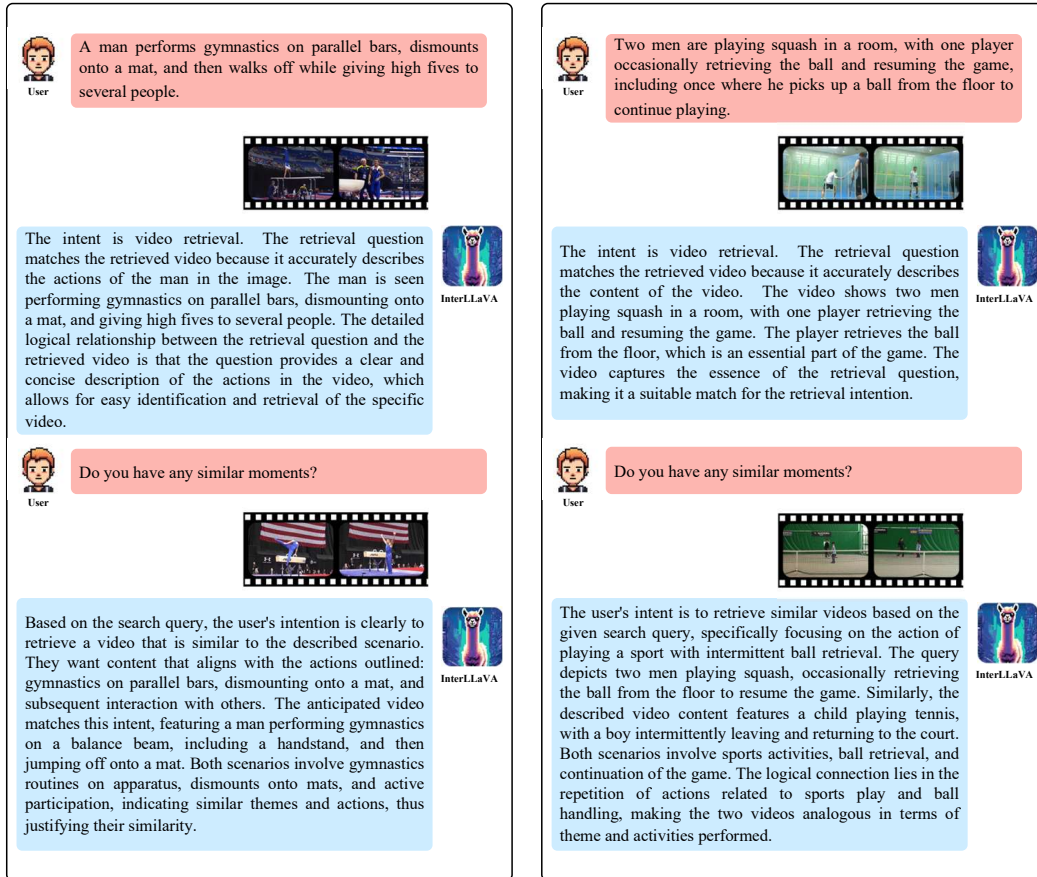 A man performs gymnastics on parallel bars, dismounts
onto a mat, and then walks off while giving high fives to
several people.
User
The intent is video retrieval. The retrieval question
matches the retrieved video because it accurately describes
the actions of the man in the image. The man is seen
performing gymnastics on parallel bars, dismounting onto
a mat, and giving high fives to several people. The detailed
logical relationship between the retrieval question and the
retrieved video is that the question provides a clear and
concise description of the actions in the video, which
allows for easy identification and retrieval of the specific
video.
InterLLaVA
Do you have any similar moments?
User
Based on the search query, the user's intention is clearly to
retrieve a video that is similar to the described scenario.
They want content that aligns with the actions outlined:
gymnastics on parallel bars, dismounting onto a mat, and
subsequent interaction with others. The anticipated video
matches this intent, featuring a man performing gymnastics
on a balance beam, including a handstand, and then
jumping off onto a mat. Both scenarios involve gymnastics
routines on apparatus, dismounts onto mats, and active
participation, indicating similar themes and actions, thus
justifying their similarity.
InterLLaVA
Two men are playing squash in a room, with one player
occasionally retrieving the ball and resuming the game,
including once where he picks up a ball from the floor to
continue playing.
User
The intent is video retrieval. The retrieval question
matches the retrieved video because it accurately describes
the content of the video. The video shows two men
playing squash in a room, with one player retrieving the
ball and resuming the game. The player retrieves the ball
from the floor, which is an essential part of the game. The
video captures the essence of the retrieval question,
making it a suitable match for the retrieval intention.
InterLLaVA
Do you have any similar moments?
User
The user's intent is to retrieve similar videos based on the
given search query, specifically focusing on the action of
playing a sport with intermittent ball retrieval. The query
depicts two men playing squash, occasionally retrieving
the ball from the floor to resume the game. Similarly, the
described video content features a child playing tennis,
with a boy intermittently leaving and returning to the court.
Both scenarios involve sports activities, ball retrieval, and
continuation of the game. The logical connection lies in the
repetition of actions related to sports play and ball
handling, making the two videos analogous in terms of
theme and activities performed.
InterLLaVA